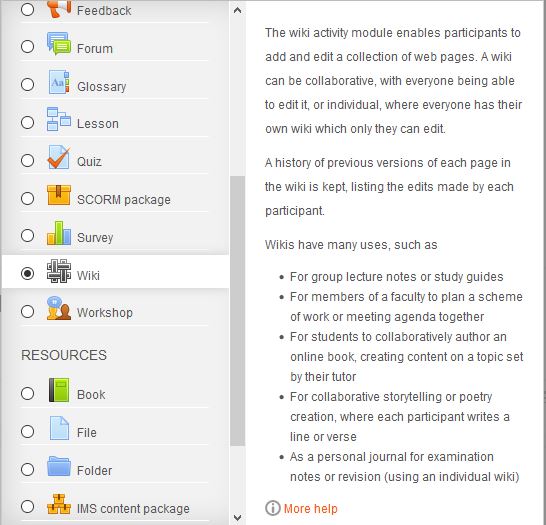 Feedback
Forum
Glossary
Lesson
Quiz
SCORM package
Survey
Wiki
Workshop
RESOURCES
Book
File
Folder
IMS content package
The wiki activity module enables participants to
add and edit a collection of web pages. A wiki
can be collaborative, with everyone being able
to edit it, or individual, where everyone has their
own wiki which only they can edit.
A history of previous versions of each page in
the wiki is kept, listing the edits made by each
participant.
Wikis have many uses, such as
• For group lecture notes or study guides
• For members of a faculty to plan a scheme
of work or meeting agenda together
• For students to collaboratively author an
online book, creating content on a topic set
by their tutor
• For collaborative storytelling or poetry
creation, where each participant writes a
line or verse
• As a personal journal for examination
notes or revision (using an individual wiki)
More help